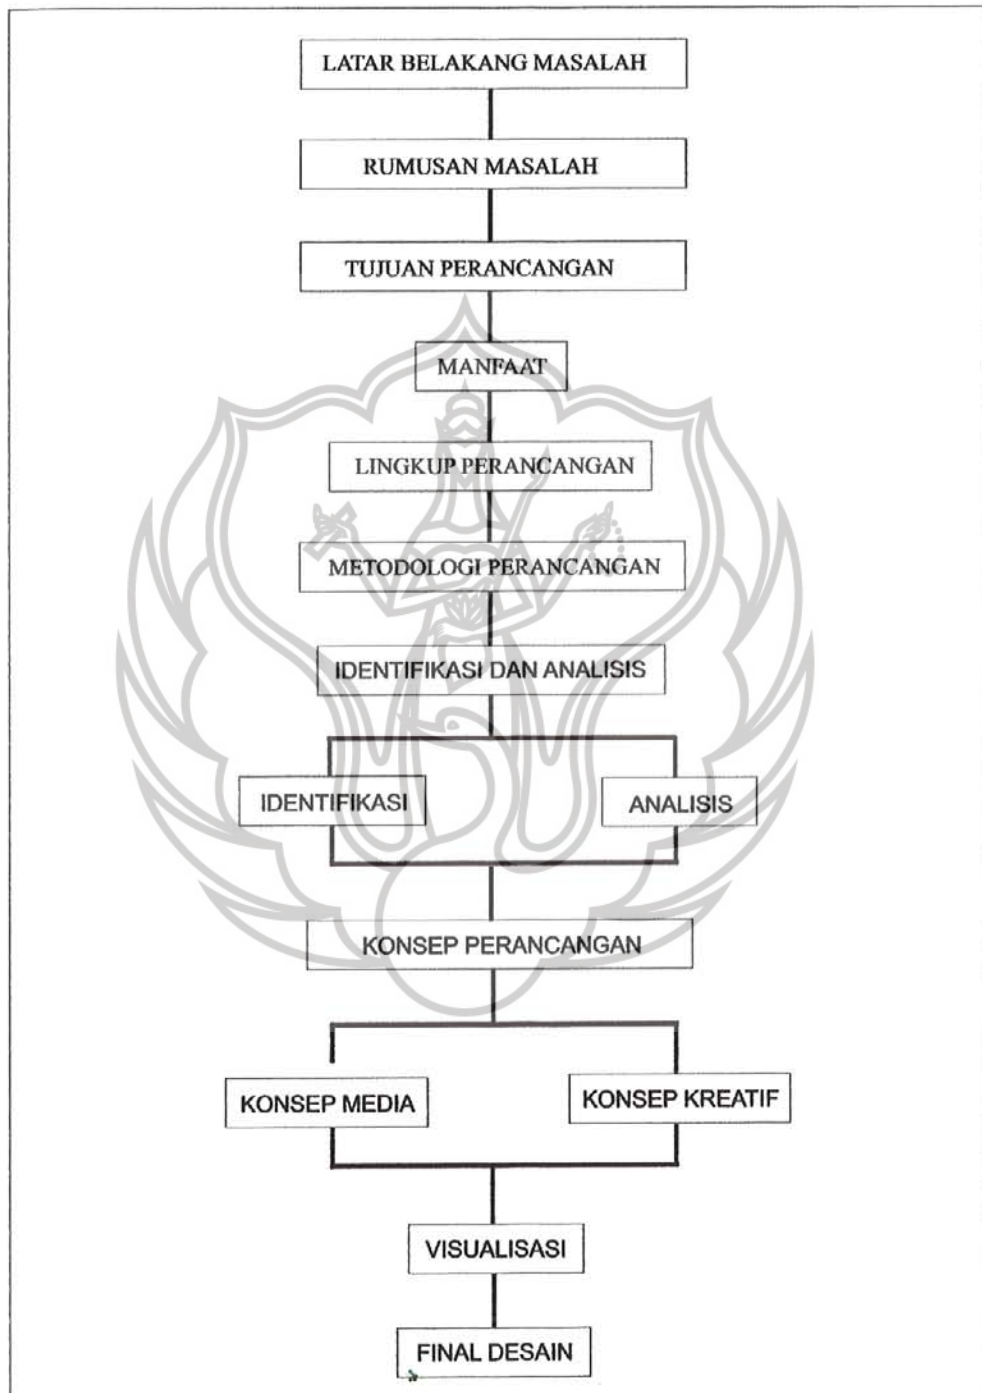 LATAR BELAKANG MASALAH
RUMUSAN MASALAH
TUJUAN PERANCANGAN
MANFAAT
LINGKUP PERANCANGAN
METODOLOGI PERANCANGAN
IDENTIFIKASI DAN ANALISIS
IDENTIFIKASI
ANALISIS
KONSEP PERANCANGAN
KONSEP MEDIA
KONSEP KREATIF
VISUALISASI
FINAL DESAIN